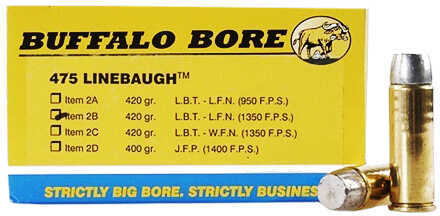 BUFFALO BORE
475 LINEBAUGH™
Item 2A 420 gr. L.B.T. - L.F.N. (950 F.P.S.)
Item 2B 420 gr. L.B.T. - L.F.N. (1350 F.P.S.)
Item 2C 420 gr. L.B.T. - W.F.N. (1350 F.P.S.)
Item 2D 400 gr. J.F.P. (1400 F.P.S.)
STRICTLY BIG BORE. STRICTLY BUSINES